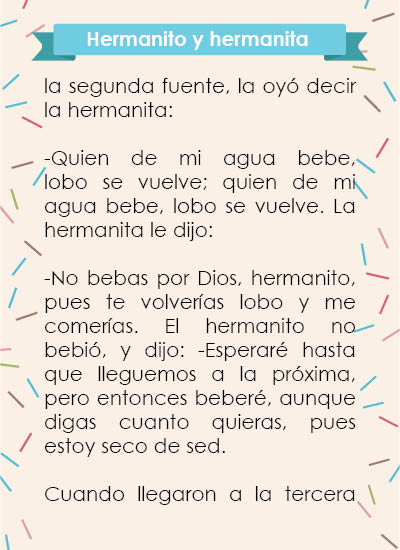 Hermanito y hermanita
la segunda fuente, la oyó decir
la hermanita:
-Quien de mi agua bebe,
lobo se vuelve; quien de mi
agua bebe, lobo se vuelve. La
hermanita le dijo:
-No bebas por Dios, hermanito,
pues te volverías lobo y me
comerías. El hermanito no
bebió, y dijo: -Esperaré hasta
que lleguemos a la próxima,
pero entonces beberé, aunque
digas cuanto quieras, pues
estoy seco de sed.
Cuando llegaron a la tercera